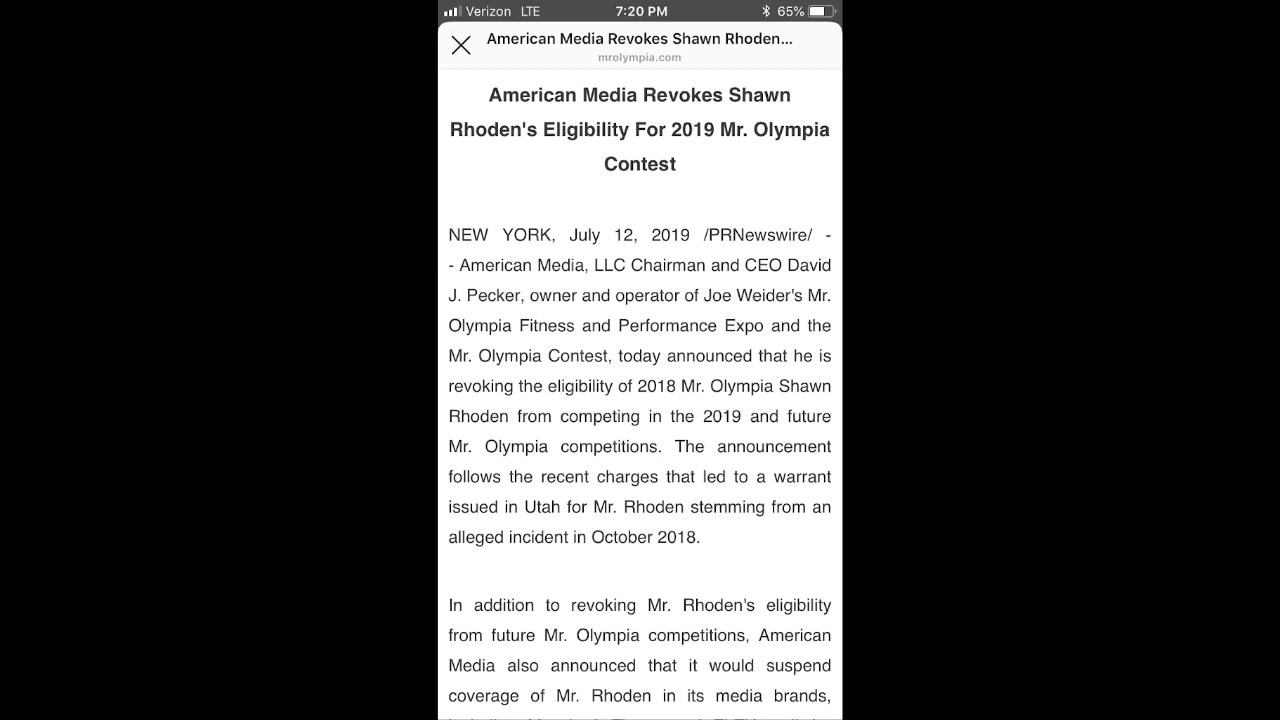 Verizon LTE 7:20 PM 65%
American Media Revokes Shawn Rhoden...
mrolympia.com
American Media Revokes Shawn
Rhoden's Eligibility For 2019 Mr. Olympia
Contest
NEW YORK, July 12, 2019 /PRNewswire/ -
- American Media, LLC Chairman and CEO David
J. Pecker, owner and operator of Joe Weider's Mr.
Olympia Fitness and Performance Expo and the
Mr. Olympia Contest, today announced that he is
revoking the eligibility of 2018 Mr. Olympia Shawn
Rhoden from competing in the 2019 and future
Mr. Olympia competitions. The announcement
follows the recent charges that led to a warrant
issued in Utah for Mr. Rhoden stemming from an
alleged incident in October 2018.
In addition to revoking Mr. Rhoden's eligibility
from future Mr. Olympia competitions, American
Media also announced that it would suspend
coverage of Mr. Rhoden in its media brands,